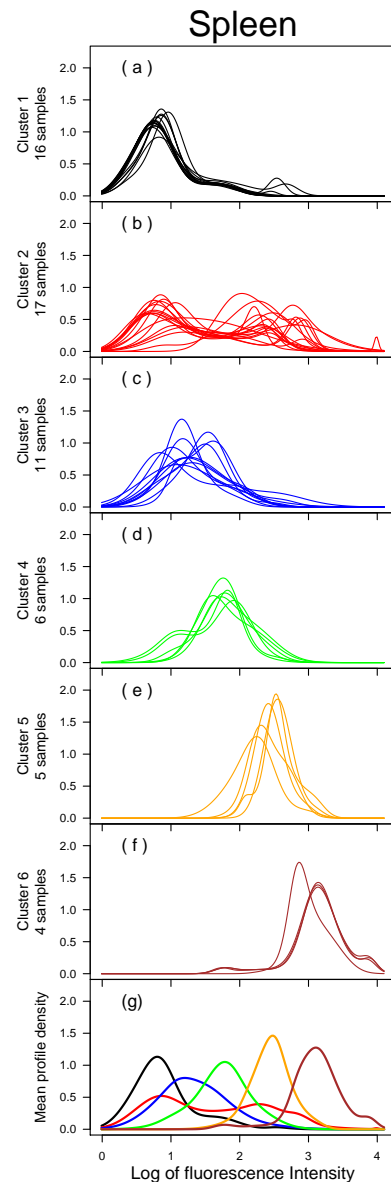 Spleen
Cluster 1
16 samples
2.0
1.5
1.0
0.5
0.0
( a )
Cluster 2
17 samples
2.0
1.5
1.0
0.5
0.0
( b )
Cluster 3
11 samples
2.0
1.5
1.0
0.5
0.0
( c )
Cluster 4
6 samples
2.0
1.5
1.0
0.5
0.0
( d )
Cluster 5
5 samples
2.0
1.5
1.0
0.5
0.0
( e )
Cluster 6
4 samples
2.0
1.5
1.0
0.5
0.0
( f )
Mean profile density
2.0
1.5
1.0
0.5
0.0
(g)
0 1 2 3 4
Log of fluorescence Intensity